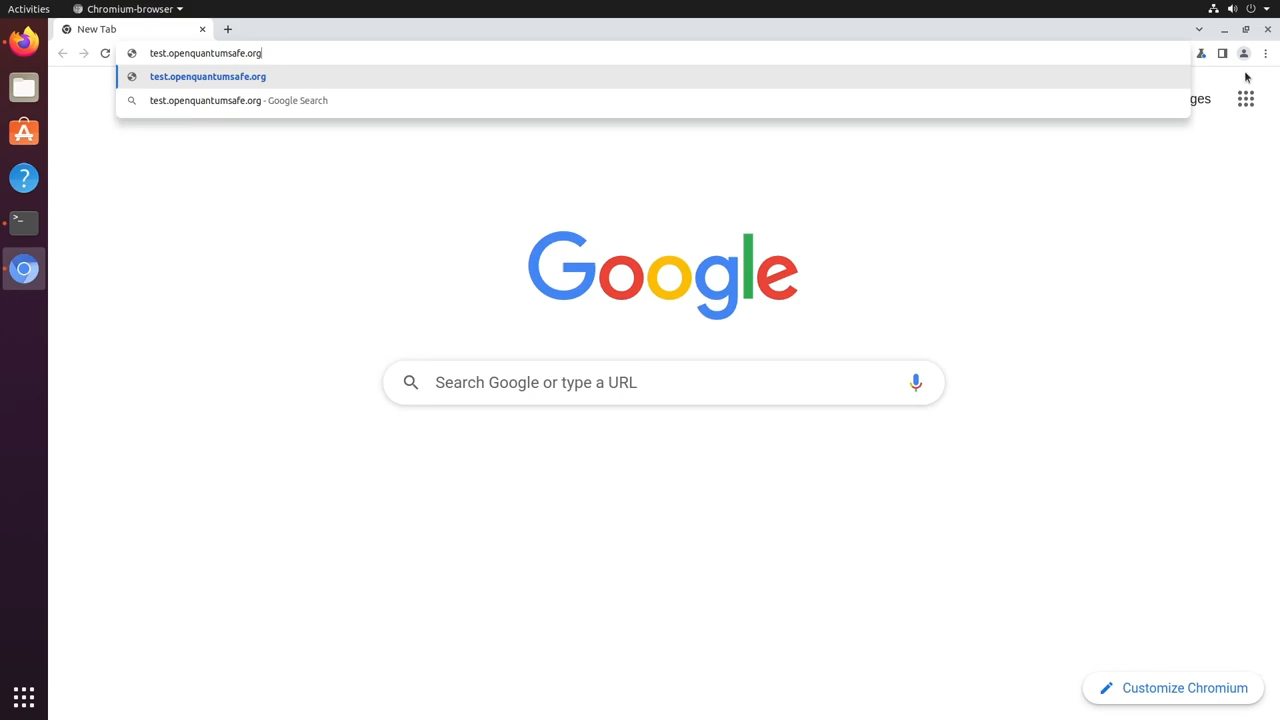 Activities
Chromium-browser
New Tab
test.openquantumsafe.org
test.openquantumsafe.org
test.openquantumsafe.org - Google Search
ges
Google
Search Google or type a URL
Customize Chromium